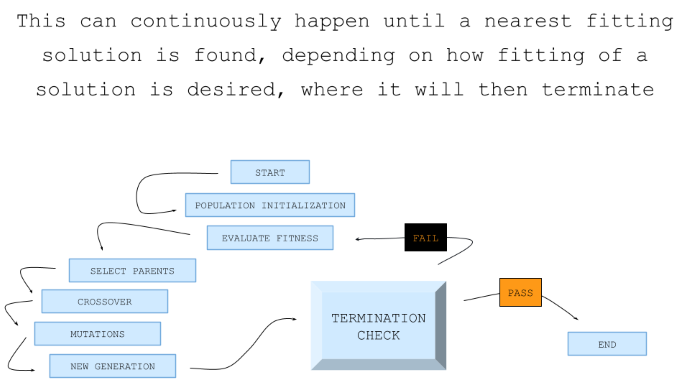 This can continuously happen until a nearest fitting
solution is found, depending on how fitting of a
solution is desired, where it will then terminate
START
POPULATION INITIALIZATION
EVALUATE FITNESS
FAIL
SELECT PARENTS
CROSSOVER
MUTATIONS
NEW GENERATION
TERMINATION
CHECK
PASS
END